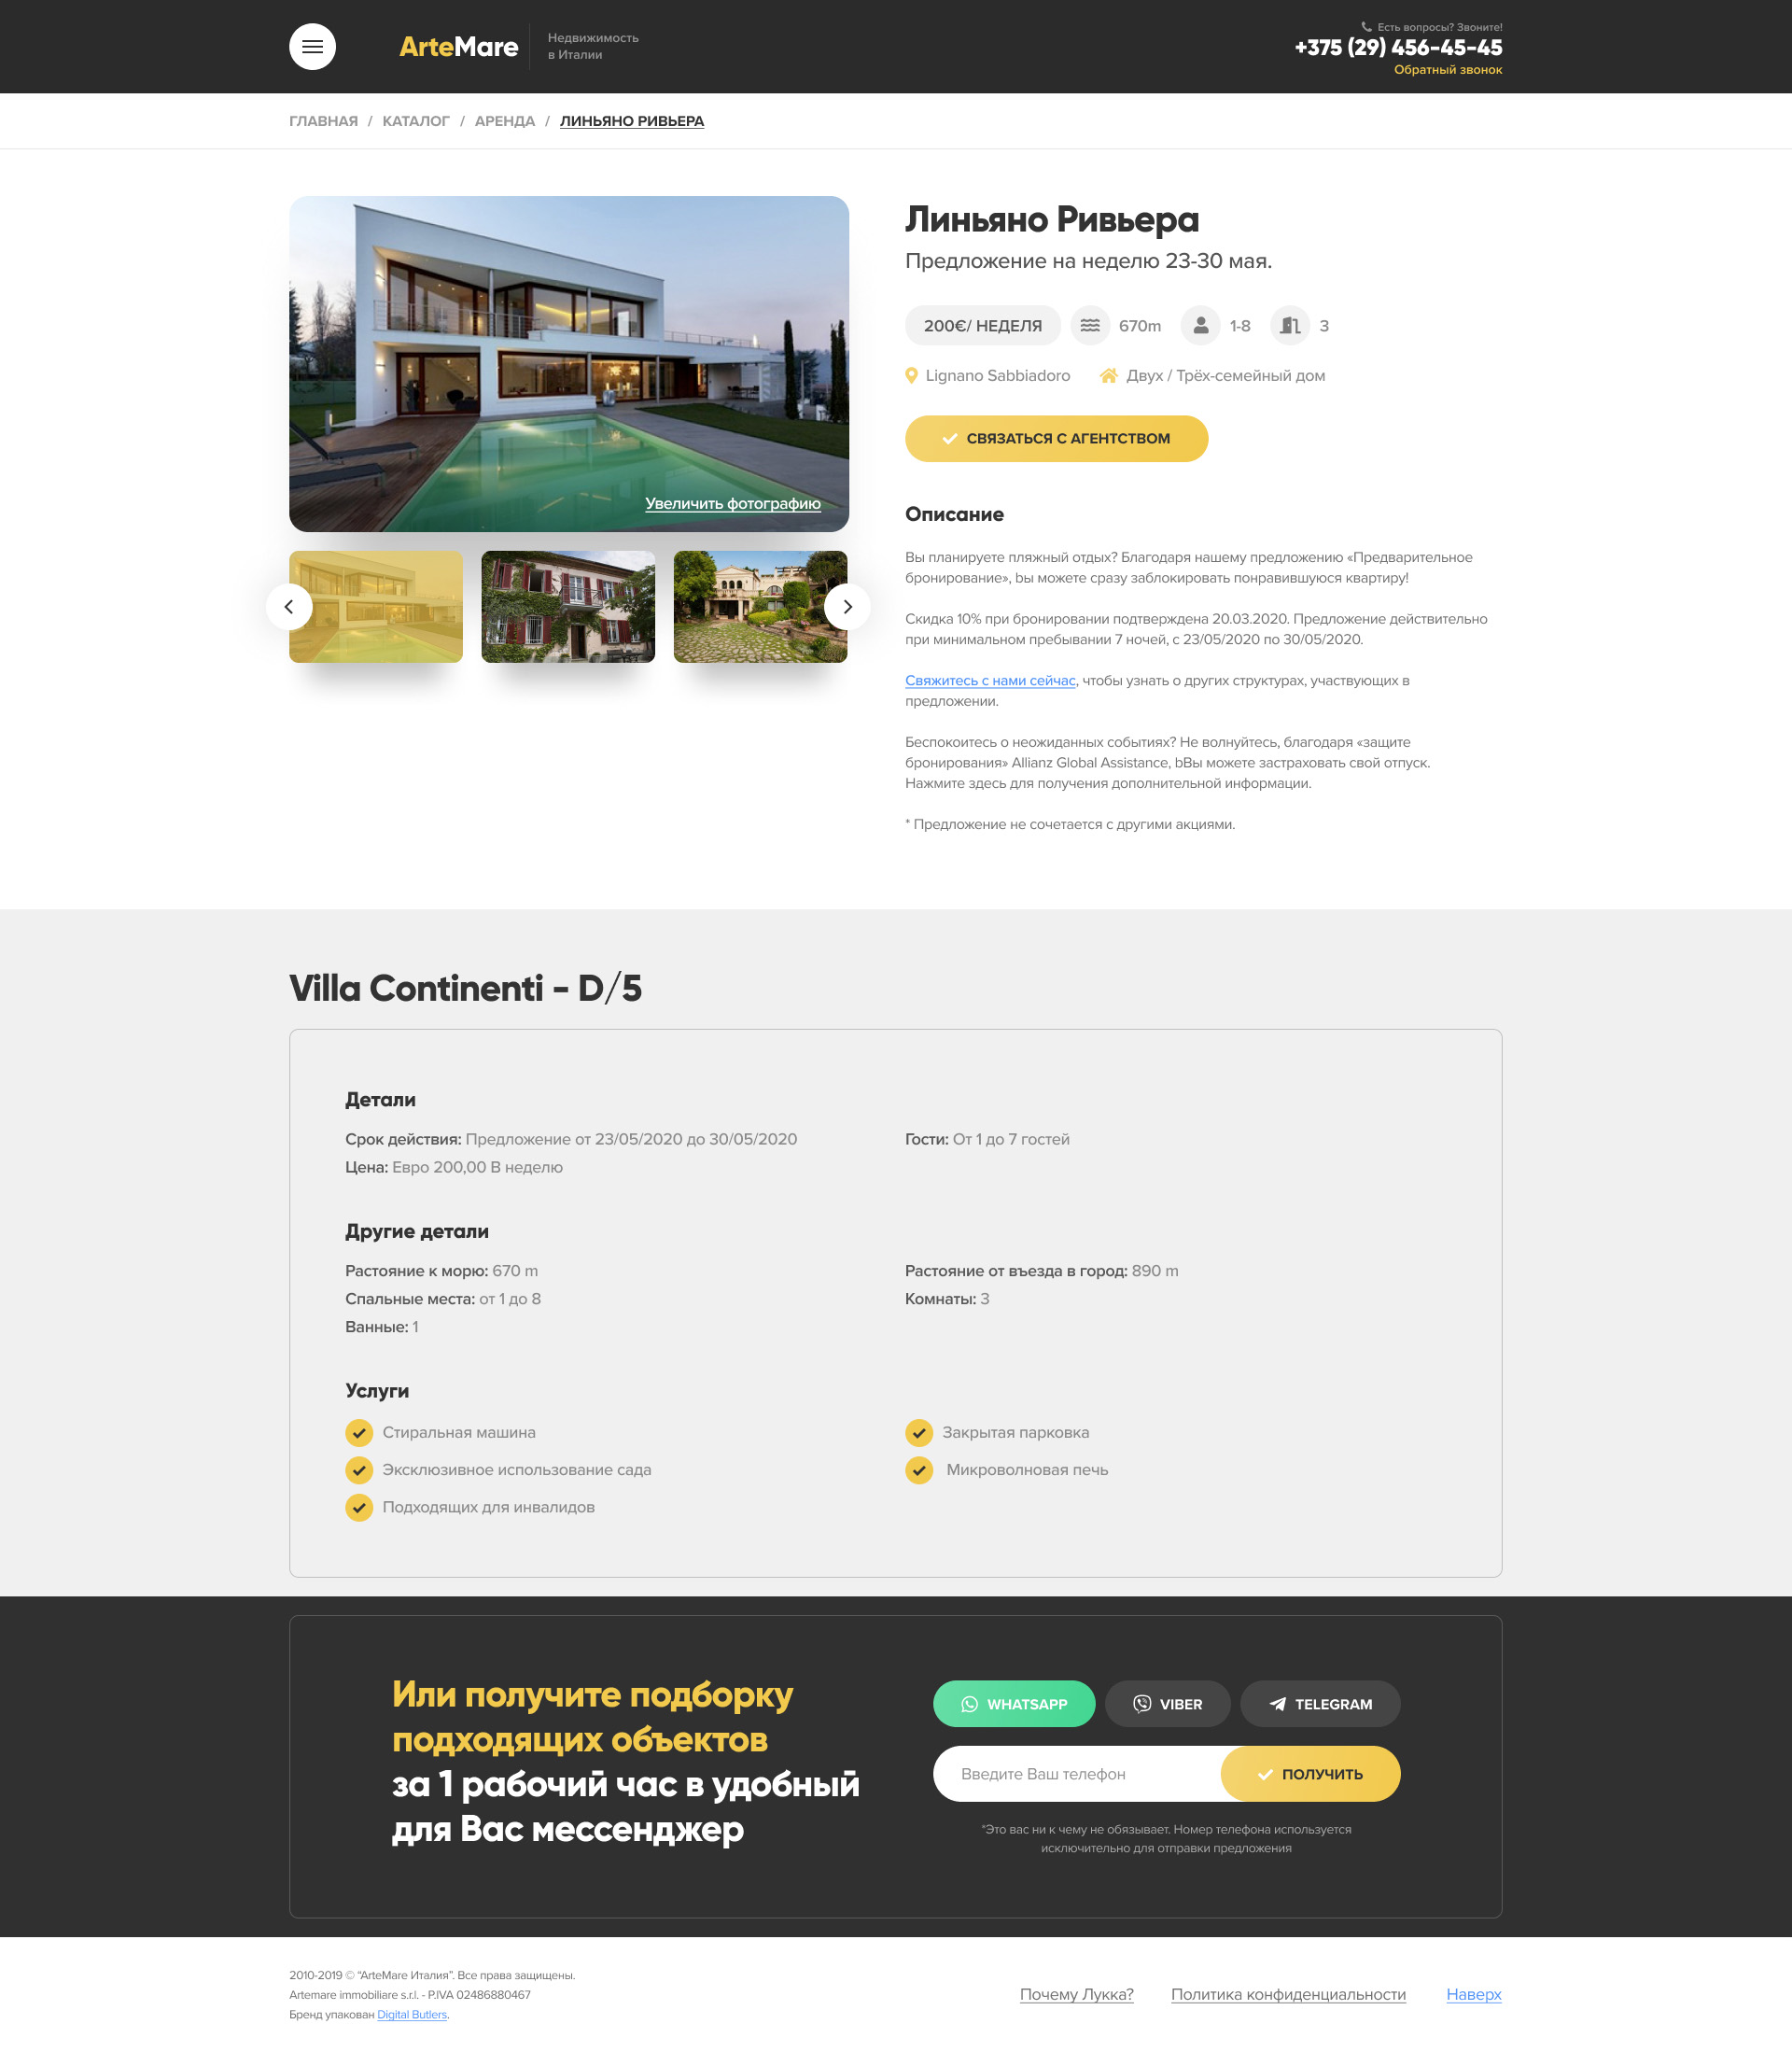 ArteMare
Недвижимость
в Италии
Есть вопросы? Звоните!
+375 (29) 456-45-45
Обратный звонок
ГЛАВНАЯ / КАТАЛОГ / АРЕНДА / ЛИНЬЯНО РИВЬЕРА
Увеличить фотографию
Линьяно Ривьера
Предложение на неделю 23-30 мая.
200€/ НЕДЕЛЯ 670m 1-8 3
Lignano Sabbiadoro Двух / Трёх-семейный дом
СВЯЗАТЬСЯ С АГЕНТСТВОМ
Описание
Вы планируете пляжный отдых? Благодаря нашему предложению «Предварительное
бронирование», bы можете сразу заблокировать понравившуюся квартиру!
Скидка 10% при бронировании подтверждена 20.03.2020. Предложение действительно
при минимальном пребывании 7 ночей, с 23/05/2020 по 30/05/2020.
Свяжитесь с нами сейчас, чтобы узнать о других структурах, участвующих в
предложении.
Беспокоитесь о неожиданных событиях? Не волнуйтесь, благодаря «защите
бронирования» Allianz Global Assistance, bВы можете застраховать свой отпуск.
Нажмите здесь для получения дополнительной информации.
* Предложение не сочетается с другими акциями.
Villa Continenti - D/5
Детали
Срок действия: Предложение от 23/05/2020 до 30/05/2020
Гости: От 1 до 7 гостей
Цена: Евро 200,00 В неделю
Другие детали
Растояние к морю: 670 m
Растояние от въезда в город: 890 m
Спальные места: от 1 до 8
Комнаты: 3
Ванные: 1
Услуги
Стиральная машина
Закрытая парковка
Эксклюзивное использование сада
Микроволновая печь
Подходящих для инвалидов
Или получите подборку
подходящих объектов
за 1 рабочий час в удобный
для Вас мессенджер
WHATSAPP VIBER TELEGRAM
Введите Ваш телефон ПОЛУЧИТЬ
*Это вас ни к чему не обязывает. Номер телефона используется
исключительно для отправки предложения
2010-2019 © “ArteMare Италия”. Все права защищены.
Artemare immobiliare s.r.l. - P.IVA 02486880467
Бренд упакован Digital Butlers.
Почему Лукка? Политика конфиденциальности Наверх